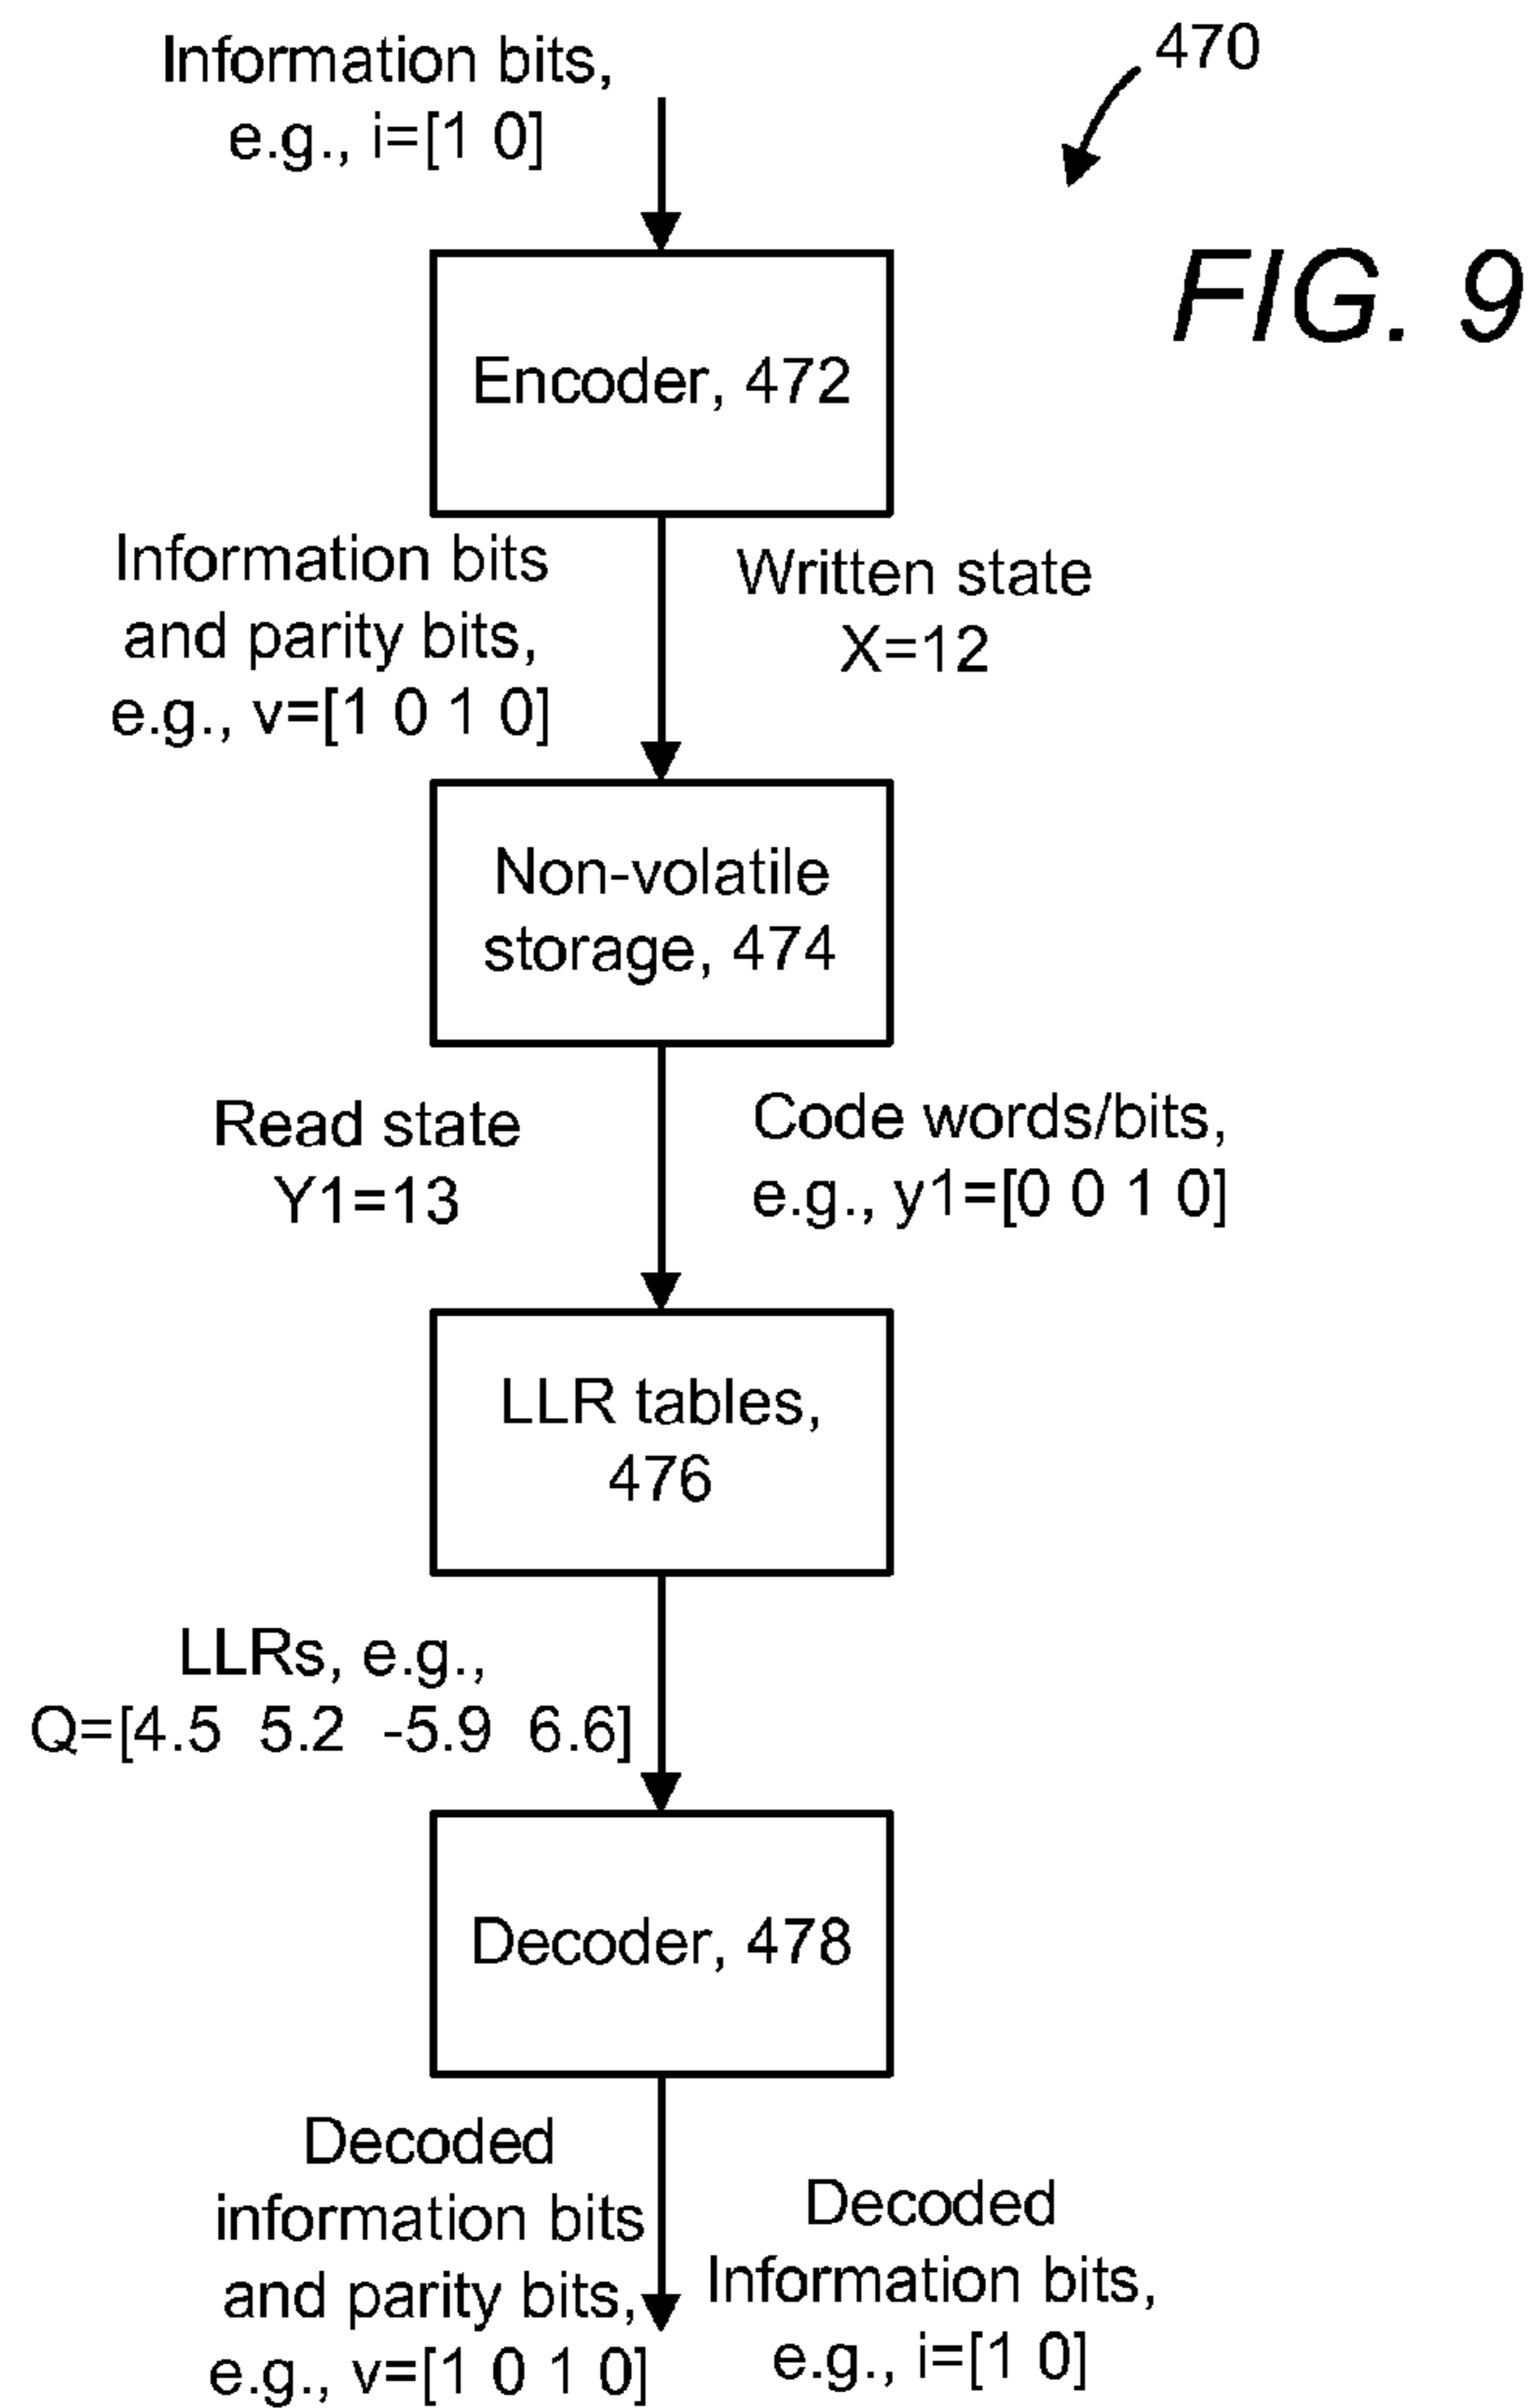 Information bits,
e.g., i=[1 0]
470
FIG. 9
Encoder, 472
Information bits
and parity bits,
e.g., v=[1 0 1 0]
Written state
X=12
Non-volatile
storage, 474
Read state
Y1=13
Code words/bits,
e.g., y1=[0 0 1 0]
LLR tables,
476
LLRs, e.g.,
Q=[4.5 5.2 -5.9 6.6]
Decoder, 478
Decoded
information bits
and parity bits,
e.g., v=[1 0 1 0]
Decoded
Information bits,
e.g., i=[1 0]